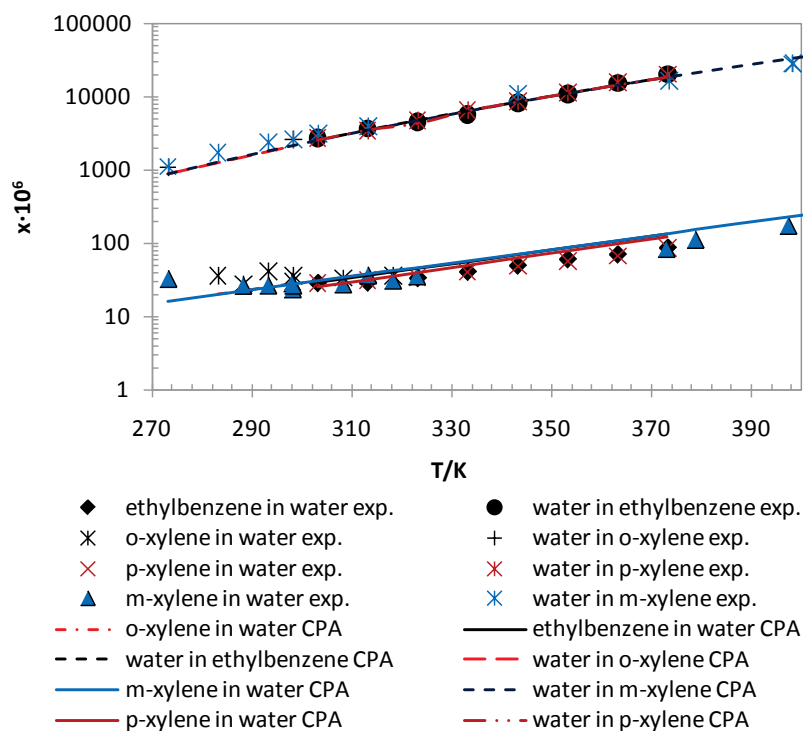 100000
10000
1000
100
10
1
x·10⁶
270 290 310 330 350 370 390
T/K
ethylbenzene in water exp. water in ethylbenzene exp.
o-xylene in water exp. water in o-xylene exp.
p-xylene in water exp. water in p-xylene exp.
m-xylene in water exp. water in m-xylene exp.
o-xylene in water CPA ethylbenzene in water CPA
water in ethylbenzene CPA water in o-xylene CPA
m-xylene in water CPA water in m-xylene CPA
p-xylene in water CPA water in p-xylene CPA